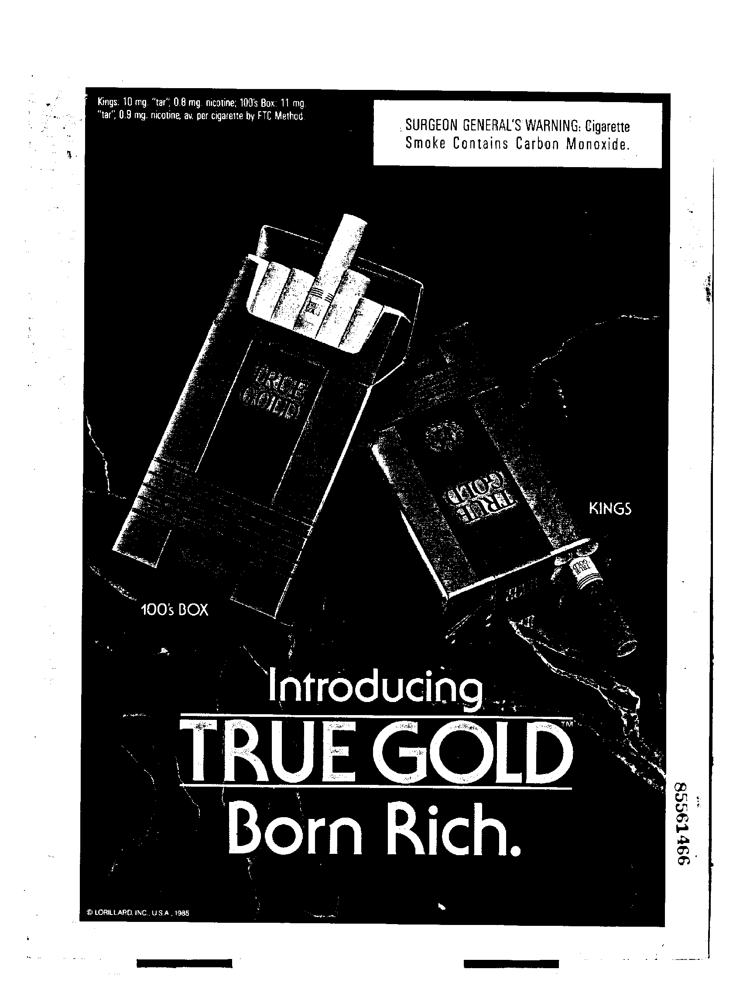 Kings: 10 mg. "tar", 0.8 mg. nicotine; 100's Box: 11 mg.
"tar", 0.9 mg. nicotine, av. per cigarette by FTC Method.
SURGEON GENERAL'S WARNING: Cigarette
Smoke Contains Carbon Monoxide.
TRUE
GOLD
TRUE
GOLD
TRUE
KINGS
100's BOX
Introducing
TRUE GOLD™
Born Rich.
© LORILLARD, INC., U.S.A., 1985
85561466